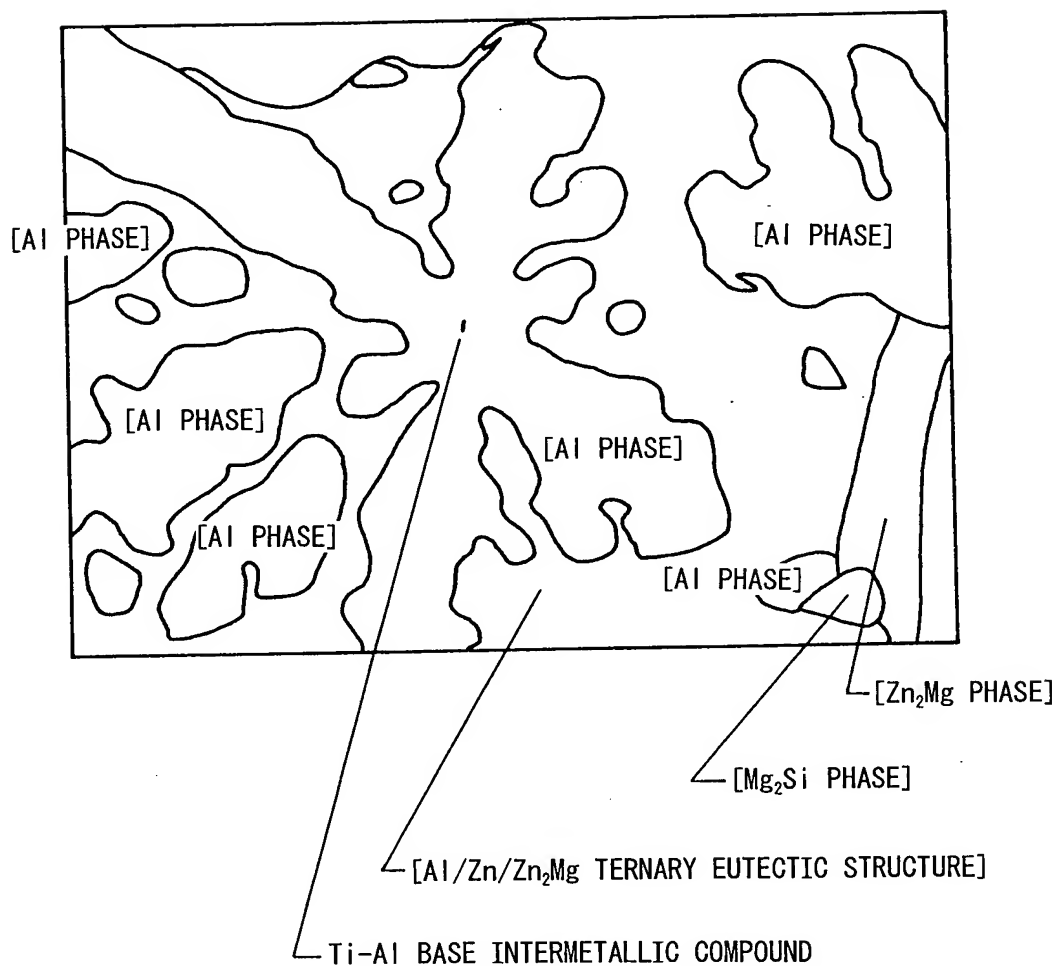 [Al PHASE]
[Al PHASE]
[Al PHASE]
[Al PHASE]
[Al PHASE]
[Al PHASE]
[Zn₂Mg PHASE]
[Mg₂Si PHASE]
[Al/Zn/Zn₂Mg TERNARY EUTECTIC STRUCTURE]
Ti-Al BASE INTERMETALLIC COMPOUND